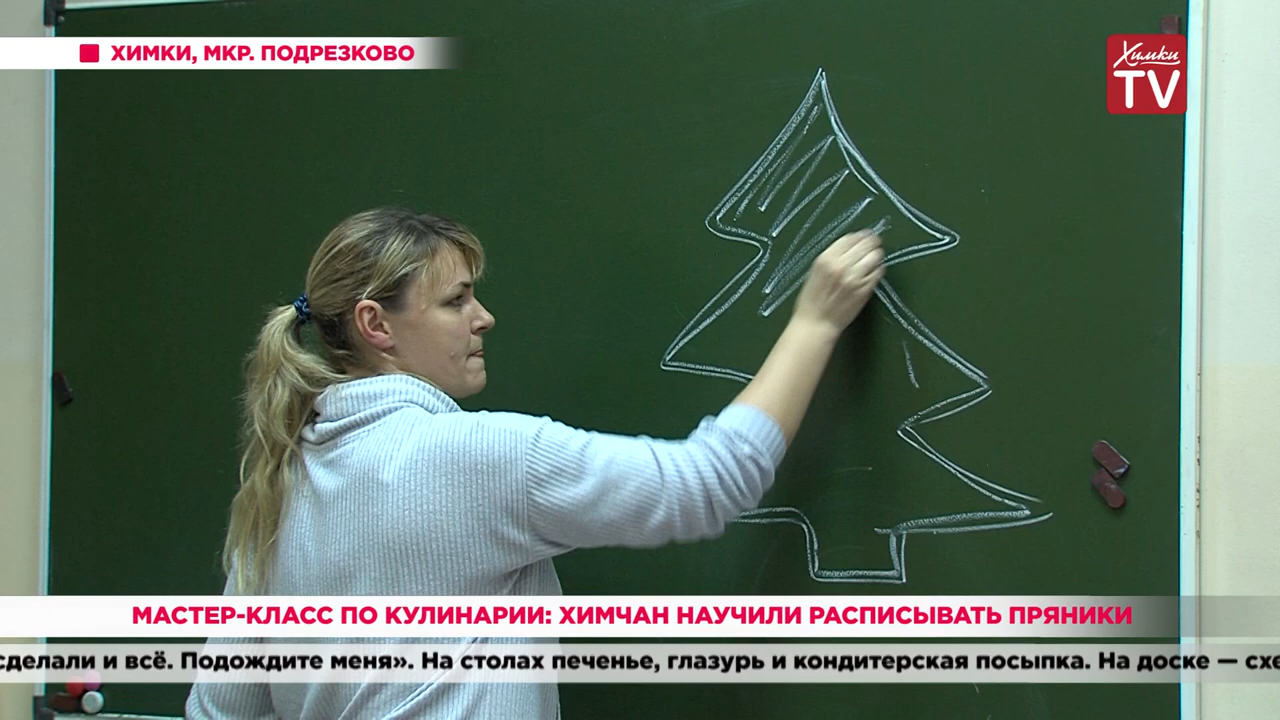 ХИМКИ, МКР. ПОДРЕЗКОВО
Химки
TV
МАСТЕР-КЛАСС ПО КУЛИНАРИИ: ХИМЧАН НАУЧИЛИ РАСПИСЫВАТЬ ПРЯНИКИ
сделали и всё. Подождите меня». На столах печенье, глазурь и кондитерская посыпка. На доске — схе